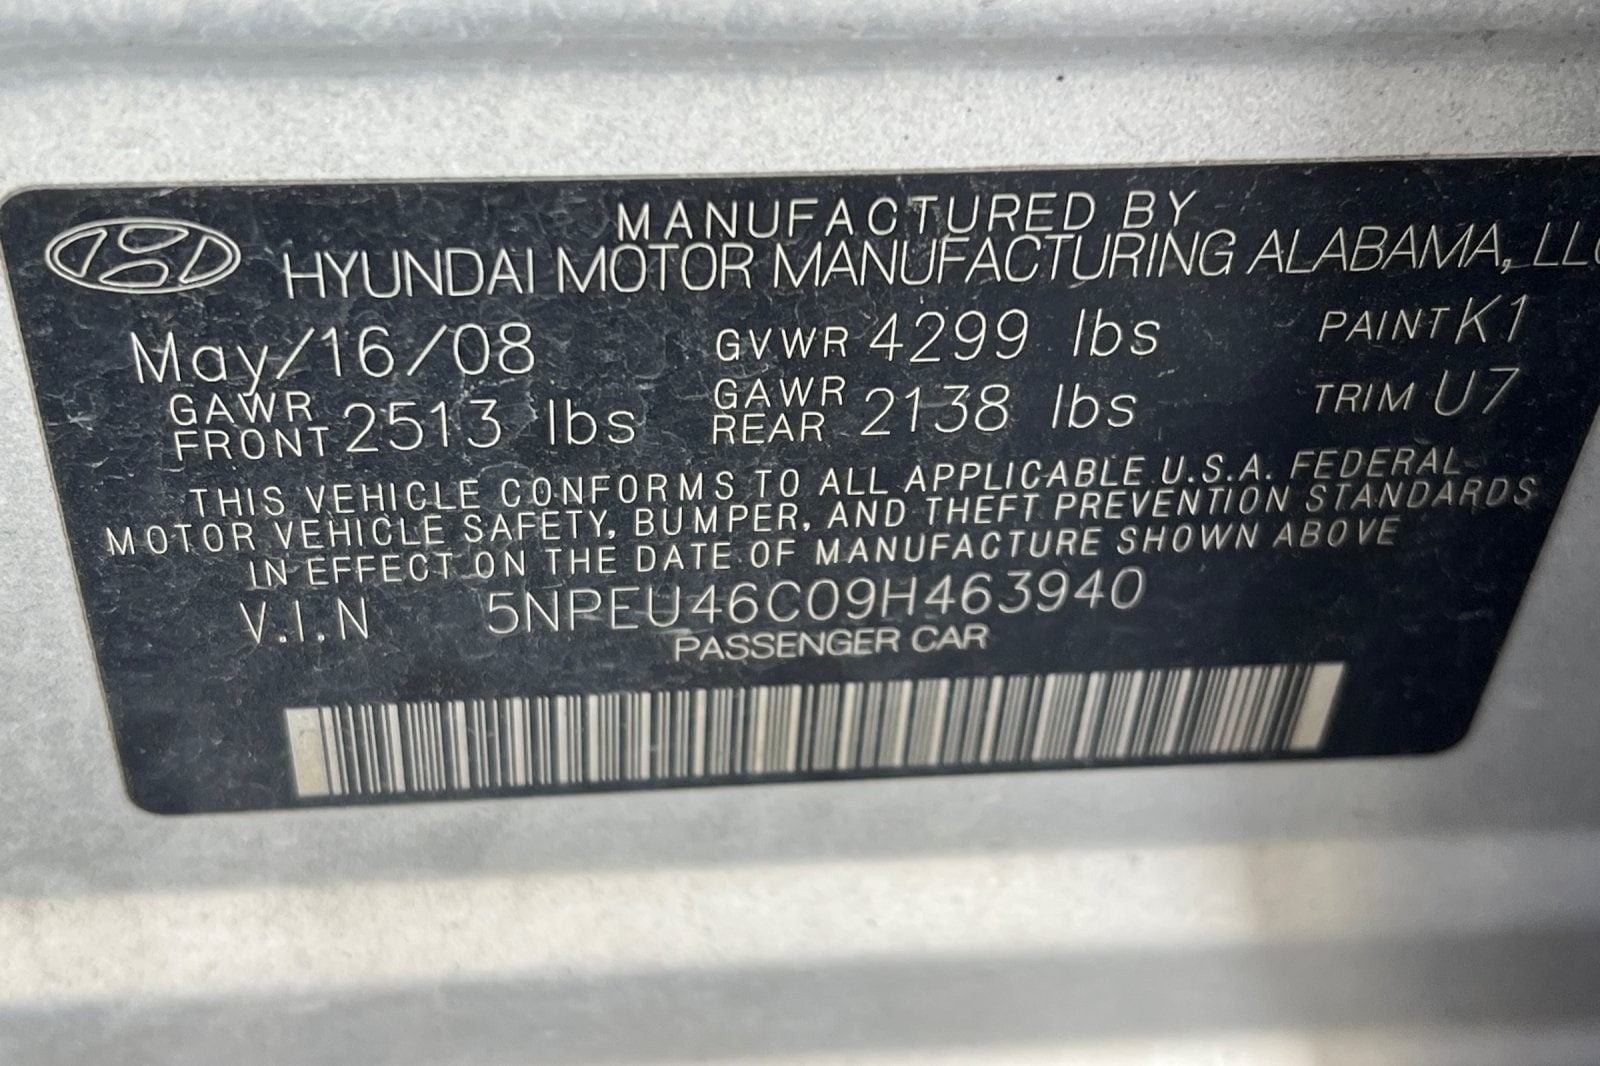 MANUFACTURED BY
HYUNDAI MOTOR MANUFACTURING ALABAMA, LLC
May/16/08 GVWR 4299 lbs PAINT K1
GAWR FRONT 2513 lbs GAWR REAR 2138 lbs TRIM U7
THIS VEHICLE CONFORMS TO ALL APPLICABLE U.S.A. FEDERAL
MOTOR VEHICLE SAFETY, BUMPER, AND THEFT PREVENTION STANDARDS
IN EFFECT ON THE DATE OF MANUFACTURE SHOWN ABOVE
V.I.N 5NPEU46C09H463940
PASSENGER CAR